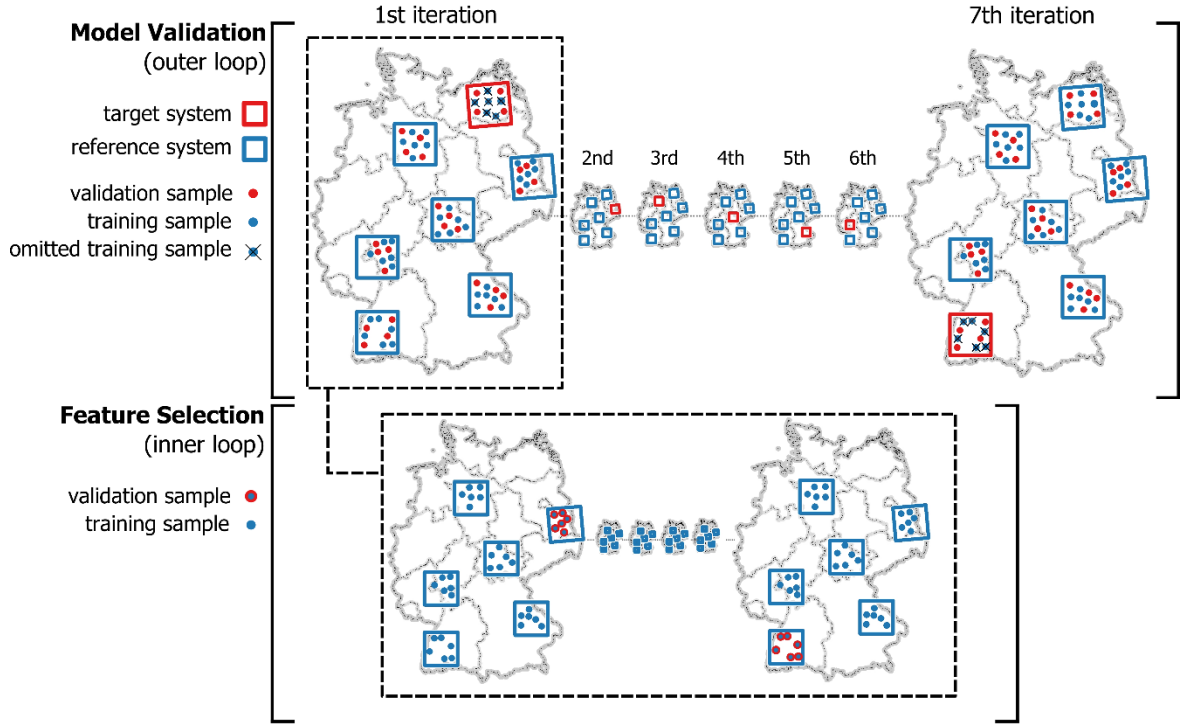 1st iteration
7th iteration
Model Validation
(outer loop)
target system
reference system
validation sample
training sample
omitted training sample
2nd
3rd
4th
5th
6th
Feature Selection
(inner loop)
validation sample
training sample